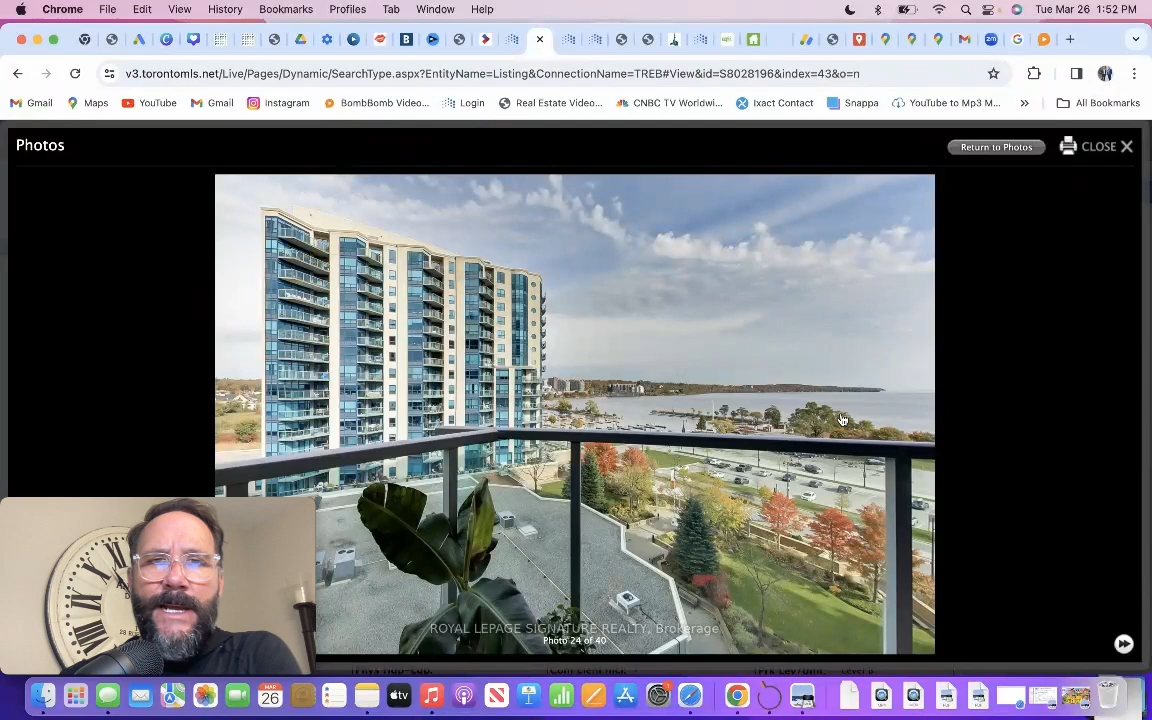 Chrome File Edit View History Bookmarks Profiles Tab Window Help Tue Mar 26 1:52 PM
v3.torontomls.net/Live/Pages/Dynamic/SearchType.aspx?EntityName=Listing&ConnectionName=TREB#View&id=S8028196&index=43&o=n
Gmail Maps YouTube Gmail Instagram BombBomb Video... Login Real Estate Video... CNBC TV Worldwi... Ixact Contact Snappa YouTube to Mp3 M... » All Bookmarks
Photos Return to Photos CLOSE
ROYAL LEPAGE SIGNATURE REALTY, Brokerage
Photo 24 of 40
MAR
26
tv